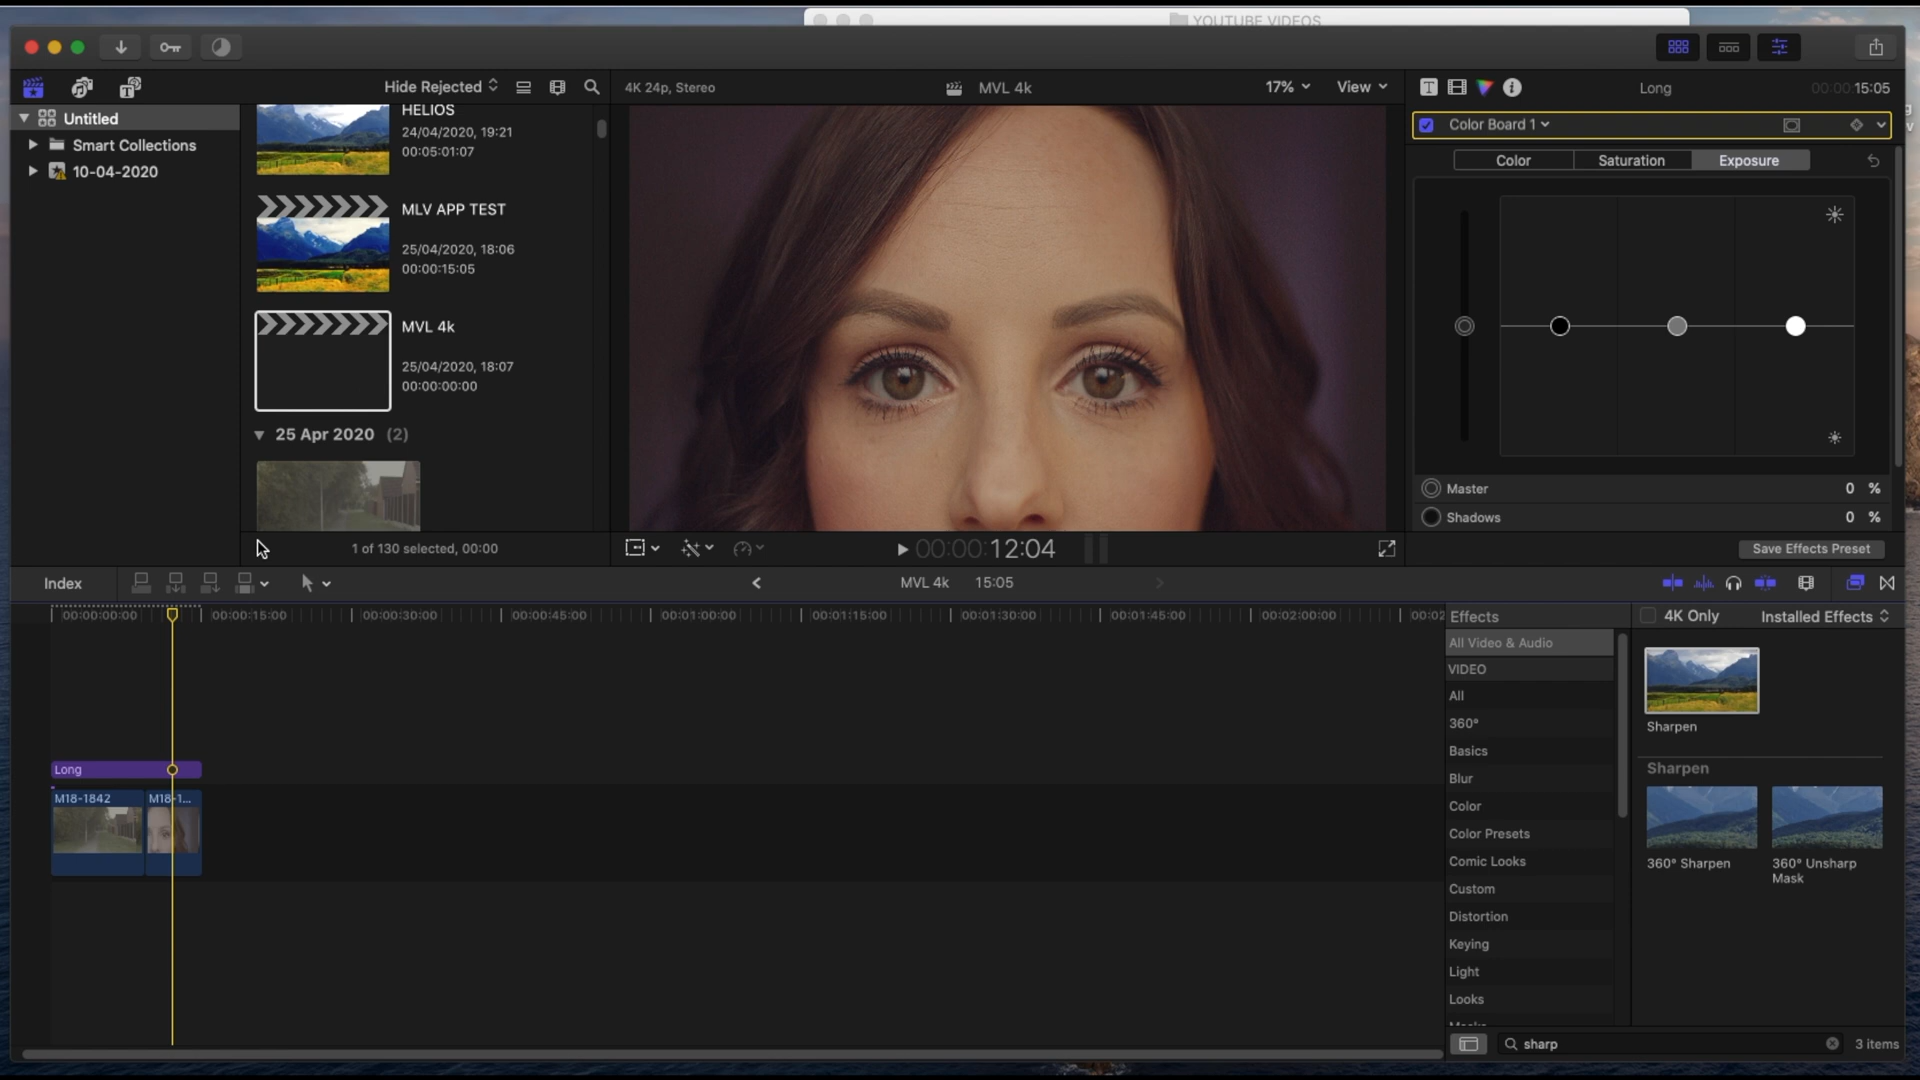 YOUTUBE VIDEOS
Hide Rejected
4K 24p, Stereo
MVL 4k
17%
View
Long
00:00:15:05
Untitled
Smart Collections
10-04-2020
HELIOS
24/04/2020, 19:21
00:05:01:07
MLV APP TEST
25/04/2020, 18:06
00:00:15:05
MVL 4k
25/04/2020, 18:07
00:00:00:00
25 Apr 2020 (2)
1 of 130 selected, 00:00
00:00:12:04
Color Board 1
Color
Saturation
Exposure
Master
0 %
Shadows
0 %
Save Effects Preset
Index
MVL 4k
15:05
00:00:00:00
00:00:15:00
00:00:30:00
00:00:45:00
00:01:00:00
00:01:15:00
00:01:30:00
00:01:45:00
00:02:00:00
00:02
Long
M18-1842
M18-1...
Effects
4K Only
Installed Effects
All Video & Audio
VIDEO
All
360°
Basics
Blur
Color
Color Presets
Comic Looks
Custom
Distortion
Keying
Light
Looks
Sharpen
Sharpen
360° Sharpen
360° Unsharp
Mask
sharp
3 items